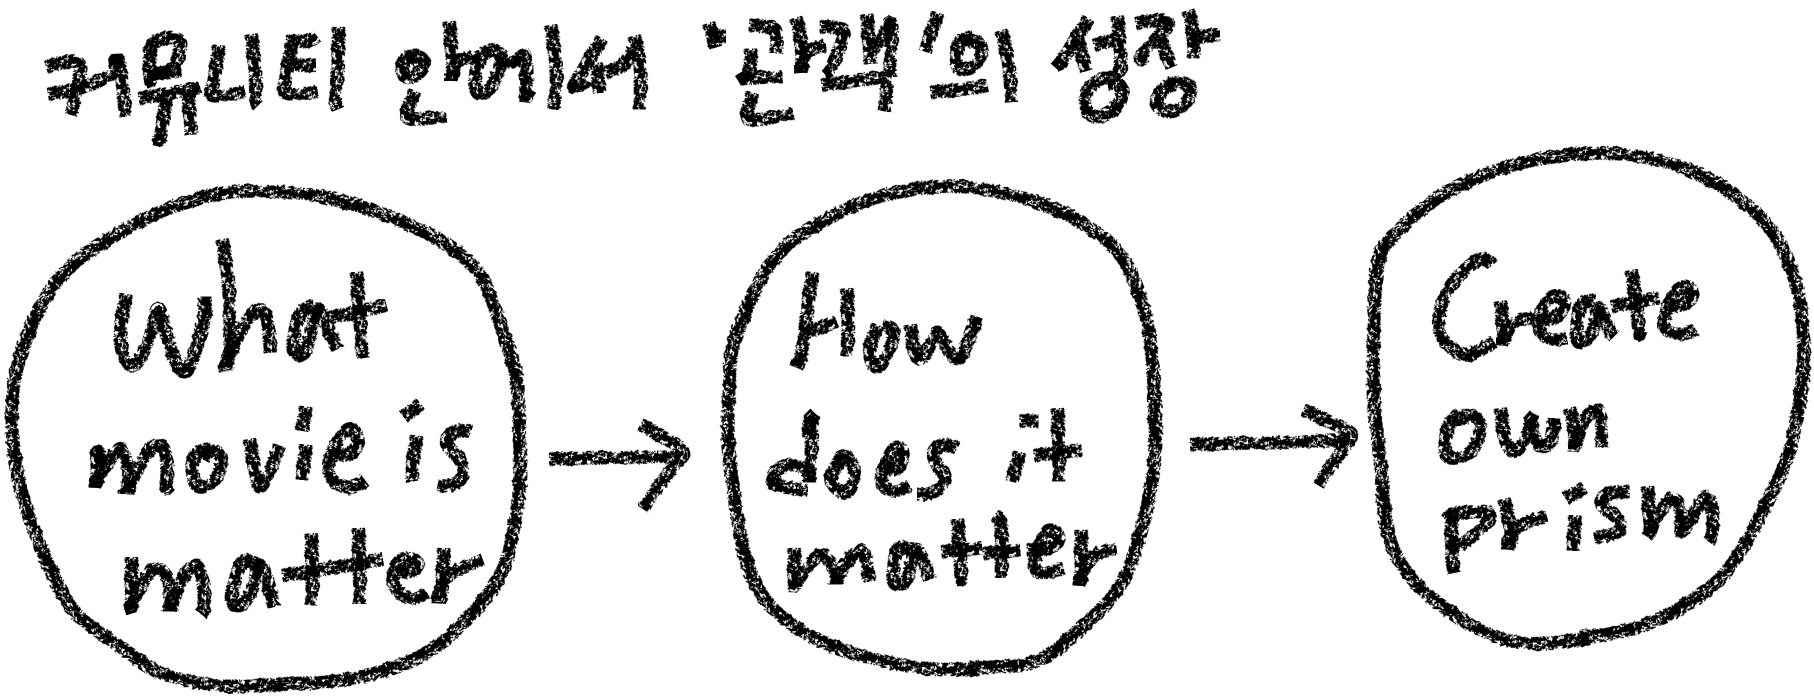 커뮤니티 안에서 '관객'의 성장
What
movie is
matter
How
does it
matter
Create
own
prism